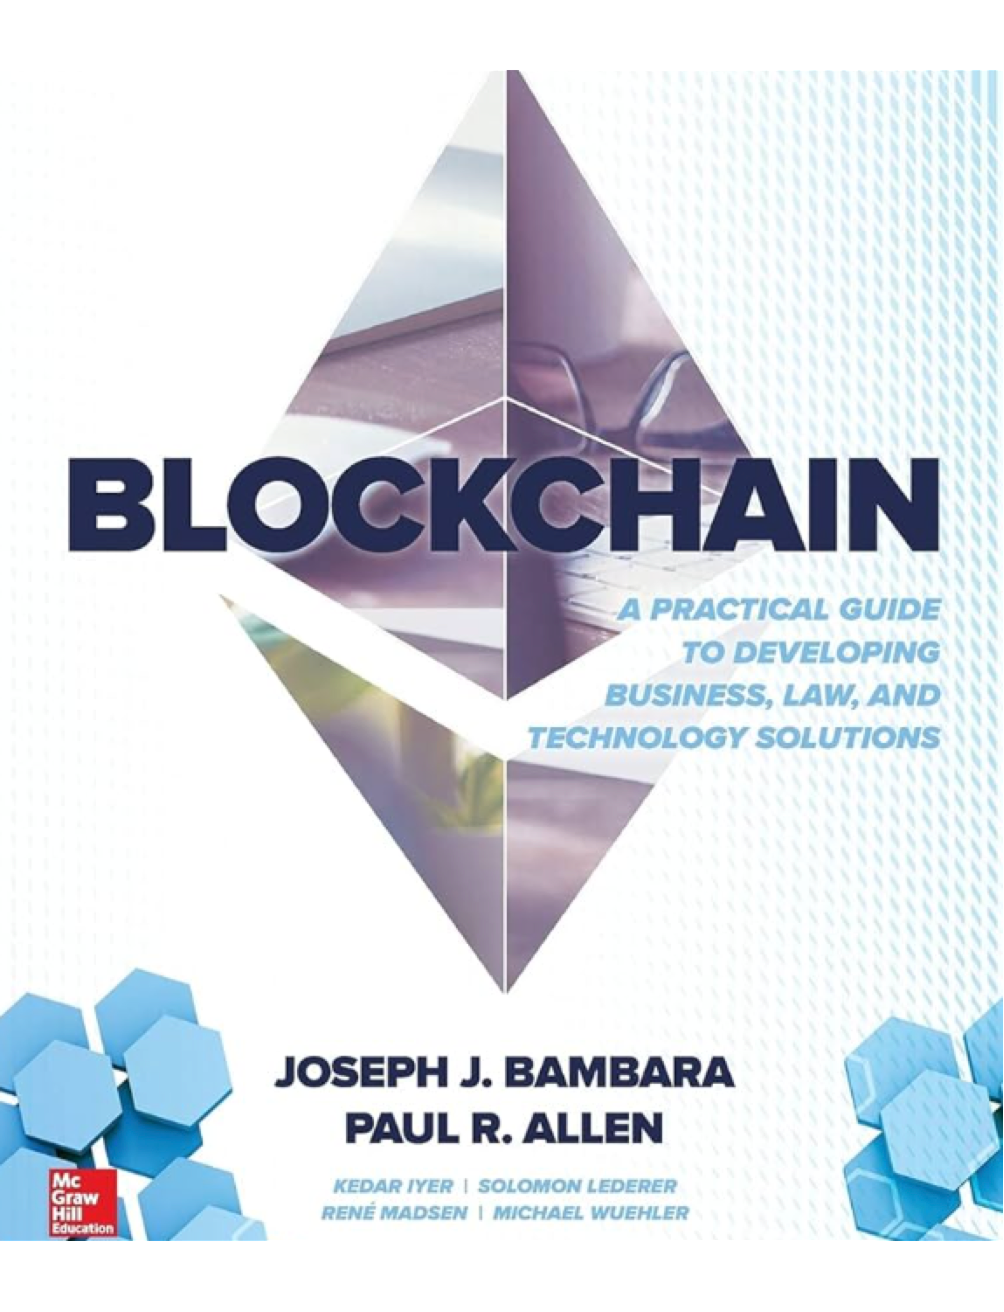 BLOCKCHAIN
A PRACTICAL GUIDE
TO DEVELOPING
BUSINESS, LAW, AND
TECHNOLOGY SOLUTIONS
JOSEPH J. BAMBARA
PAUL R. ALLEN
KEDAR IYER | SOLOMON LEDERER
RENÉ MADSEN | MICHAEL WUEHLER
Mc
Graw
Hill
Education